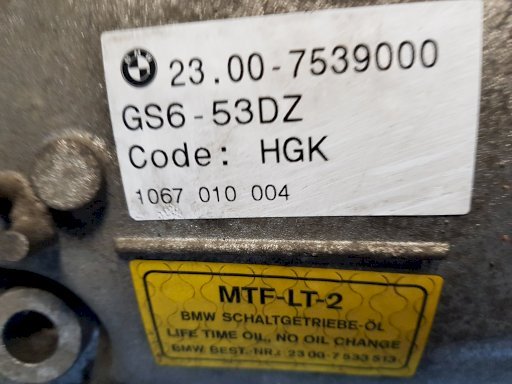 23.00-7539000
GS6-53DZ
Code: HGK
1067 010 004
MTF-LT-2
BMW SCHALTGETRIEBE-ÖL
LIFE TIME OIL, NO OIL CHANGE
BMW BEST.-NR.: 23 00-7 533 513